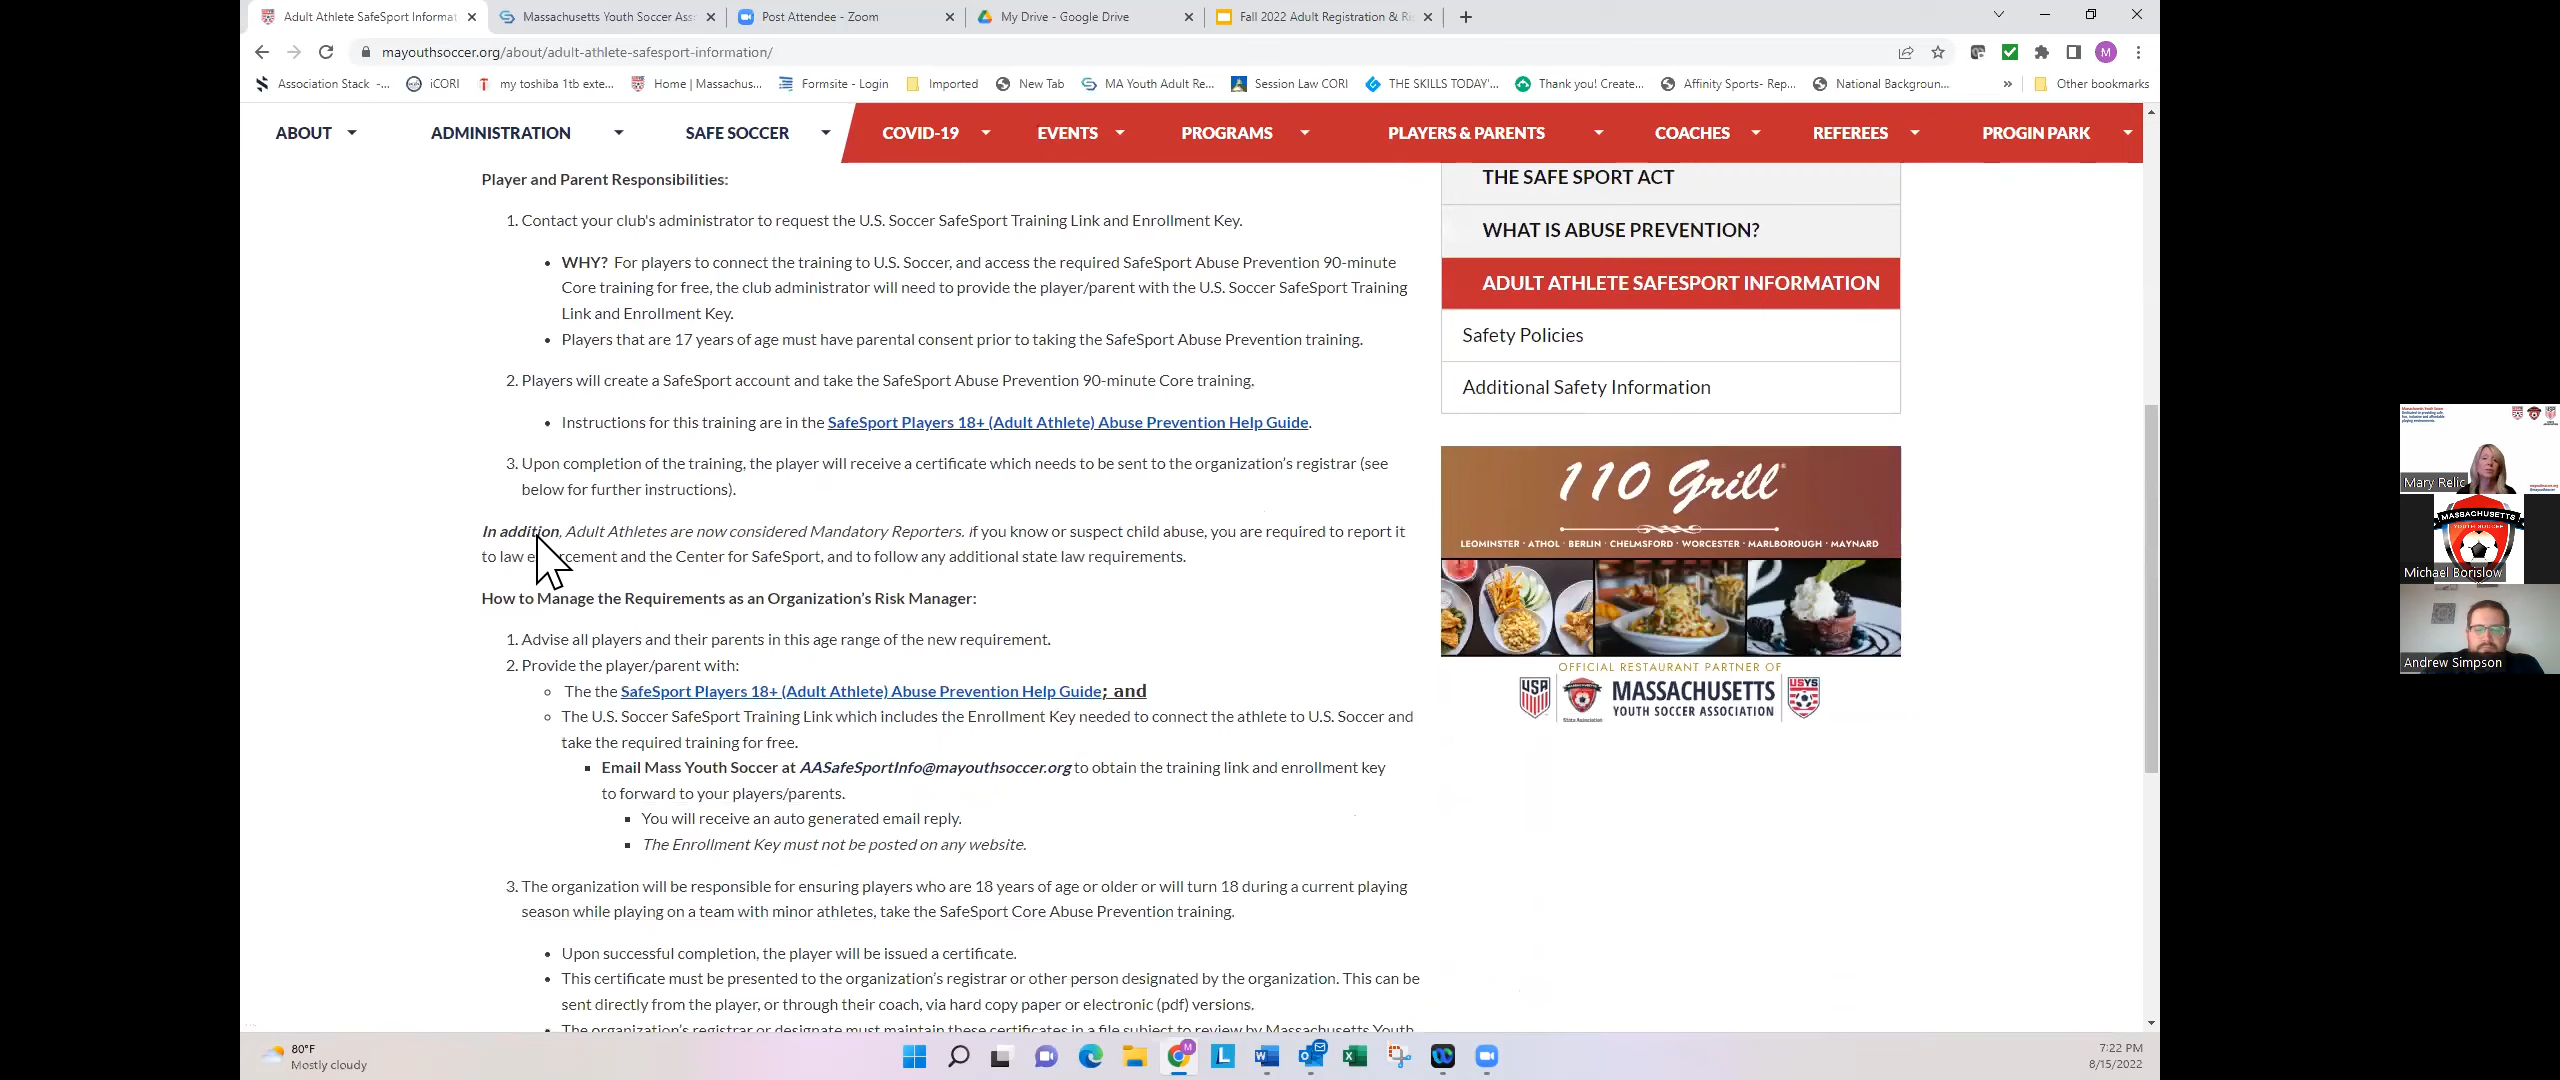 Adult Athlete SafeSport Informat
Massachusetts Youth Soccer Ass
Post Attendee - Zoom
My Drive - Google Drive
Fall 2022 Adult Registration & Ri
mayouthsoccer.org/about/adult-athlete-safesport-information/
M
Association Stack -...
iCORI
my toshiba 1tb exte...
Home | Massachus...
Formsite - Login
Imported
New Tab
MA Youth Adult Re...
Session Law CORI
THE SKILLS TODAY'...
Thank you! Create...
Affinity Sports- Rep...
National Backgroun...
»
Other bookmarks
ABOUT
ADMINISTRATION
SAFE SOCCER
COVID-19
EVENTS
PROGRAMS
PLAYERS & PARENTS
COACHES
REFEREES
PROGIN PARK
Player and Parent Responsibilities:
1. Contact your club's administrator to request the U.S. Soccer SafeSport Training Link and Enrollment Key.
• WHY? For players to connect the training to U.S. Soccer, and access the required SafeSport Abuse Prevention 90-minute
Core training for free, the club administrator will need to provide the player/parent with the U.S. Soccer SafeSport Training
Link and Enrollment Key.
• Players that are 17 years of age must have parental consent prior to taking the SafeSport Abuse Prevention training.
2. Players will create a SafeSport account and take the SafeSport Abuse Prevention 90-minute Core training.
• Instructions for this training are in the SafeSport Players 18+ (Adult Athlete) Abuse Prevention Help Guide.
3. Upon completion of the training, the player will receive a certificate which needs to be sent to the organization's registrar (see
below for further instructions).
In addition, Adult Athletes are now considered Mandatory Reporters. if you know or suspect child abuse, you are required to report it
to law e cement and the Center for SafeSport, and to follow any additional state law requirements.
How to Manage the Requirements as an Organization's Risk Manager:
1. Advise all players and their parents in this age range of the new requirement.
2. Provide the player/parent with:
◦ The the SafeSport Players 18+ (Adult Athlete) Abuse Prevention Help Guide; and
◦ The U.S. Soccer SafeSport Training Link which includes the Enrollment Key needed to connect the athlete to U.S. Soccer and
take the required training for free.
▪ Email Mass Youth Soccer at AASafeSportInfo@mayouthsoccer.org to obtain the training link and enrollment key
to forward to your players/parents.
▪ You will receive an auto generated email reply.
▪ The Enrollment Key must not be posted on any website.
3. The organization will be responsible for ensuring players who are 18 years of age or older or will turn 18 during a current playing
season while playing on a team with minor athletes, take the SafeSport Core Abuse Prevention training.
• Upon successful completion, the player will be issued a certificate.
• This certificate must be presented to the organization's registrar or other person designated by the organization. This can be
sent directly from the player, or through their coach, via hard copy paper or electronic (pdf) versions.
• The organization's registrar or designate must maintain these certificates in a file subject to review by Massachusetts Youth
THE SAFE SPORT ACT
WHAT IS ABUSE PREVENTION?
ADULT ATHLETE SAFESPORT INFORMATION
Safety Policies
Additional Safety Information
110 Grill
LEOMINSTER · ATHOL · BERLIN · CHELMSFORD · WORCESTER · MARLBOROUGH · MAYNARD
OFFICIAL RESTAURANT PARTNER OF
USA
MASSACHUSETTS
YOUTH SOCCER ASSOCIATION
USYS
Mary Relic
MASSACHUSETTS
YOUTH SOCCER
Michael Borislow
Andrew Simpson
80°F
Mostly cloudy
7:22 PM
8/15/2022